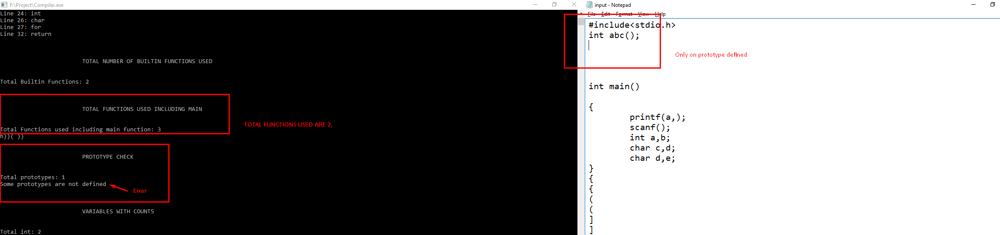 F:\Project\Compiler.exe
Line 24: int
Line 26: char
Line 27: for
Line 32: return
TOTAL NUMBER OF BUILTIN FUNCTIONS USED
Total Builtin Functions: 2
TOTAL FUNCTIONS USED INCLUDING MAIN
TOTAL FUNCTIONS USED ARE 2,
Total Functions used including main function: 3
h))( ))
PROTOTYPE CHECK
Total prototypes: 1
Some prototypes are not defined
Error
VARIABLES WITH COUNTS
Total int: 2
input - Notepad
File Edit Format View Help
#include<stdio.h>
int abc();
Only on prototype defined
int main()
{
printf(a,);
scanf();
int a,b;
char c,d;
char d,e;
}
{
{
(
(
]
]